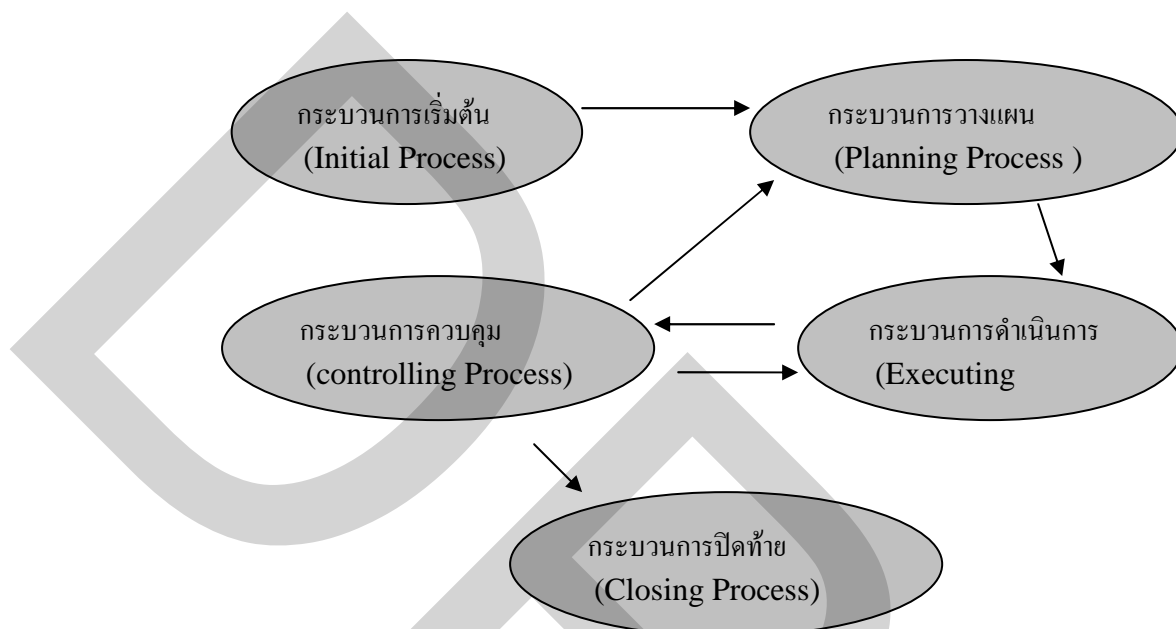 กระบวนการเริ่มต้น
(Initial Process)
กระบวนการวางแผน
(Planning Process )
กระบวนการควบคุม
(controlling Process)
กระบวนการดำเนินการ
(Executing
กระบวนการปิดท้าย
(Closing Process)